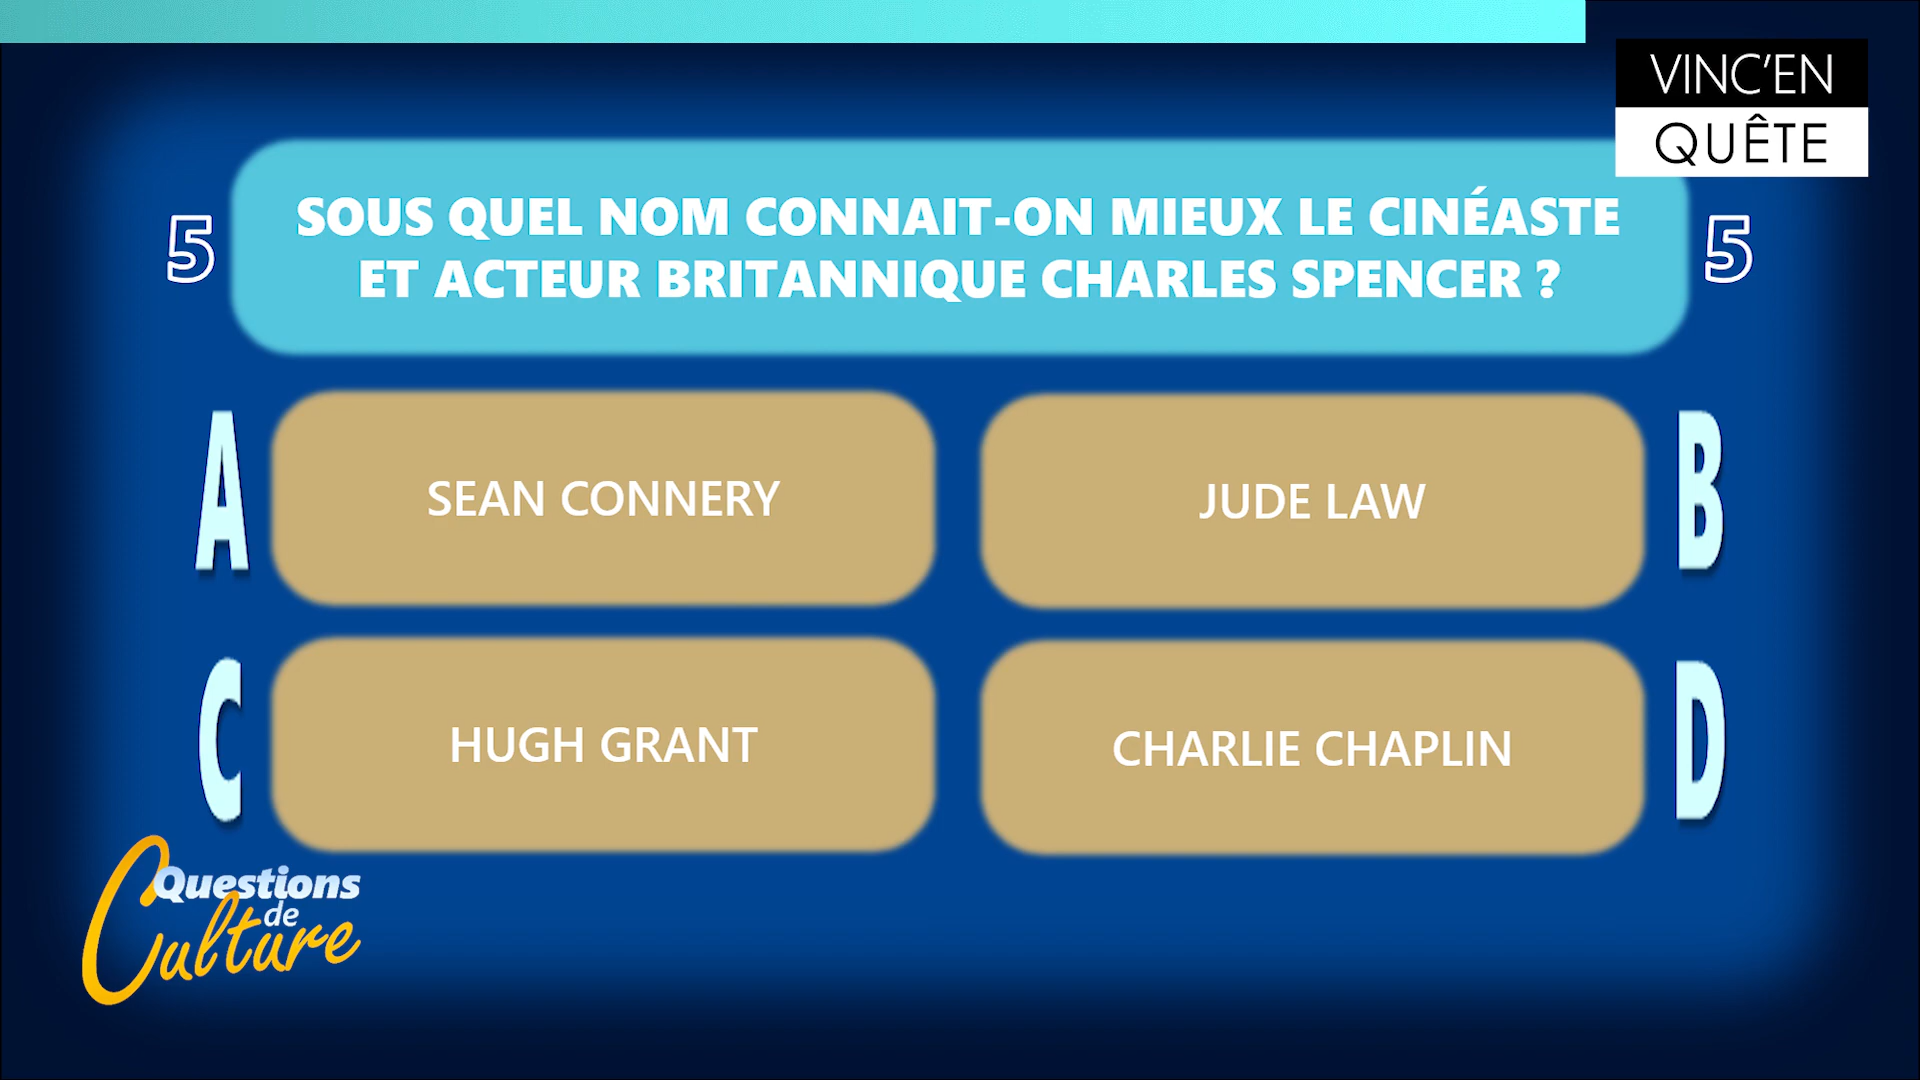 VINC'EN
QUÊTE
5
SOUS QUEL NOM CONNAIT-ON MIEUX LE CINÉASTE
ET ACTEUR BRITANNIQUE CHARLES SPENCER ?
5
A
SEAN CONNERY
JUDE LAW
B
C
HUGH GRANT
CHARLIE CHAPLIN
D
Questions
de
Culture